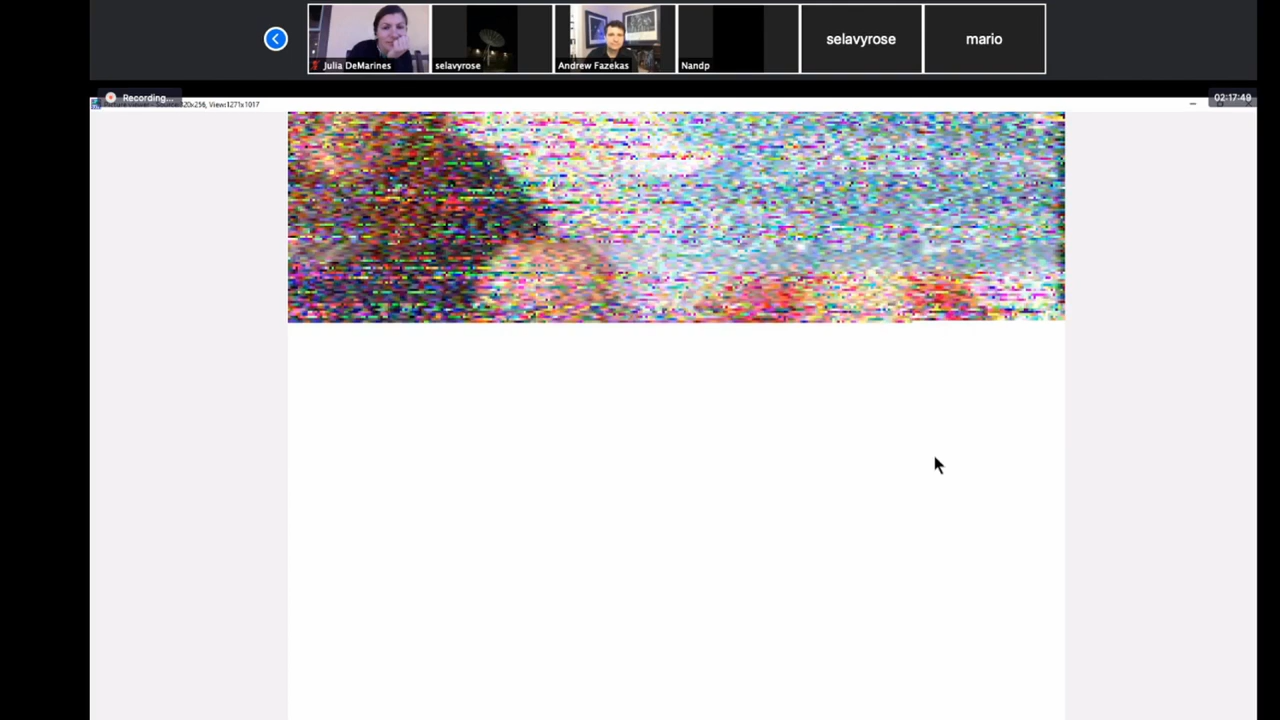 selavyrose
mario
Julia DeMarines
selavyrose
Andrew Fazekas
Nandp
Recording...
02:17:49